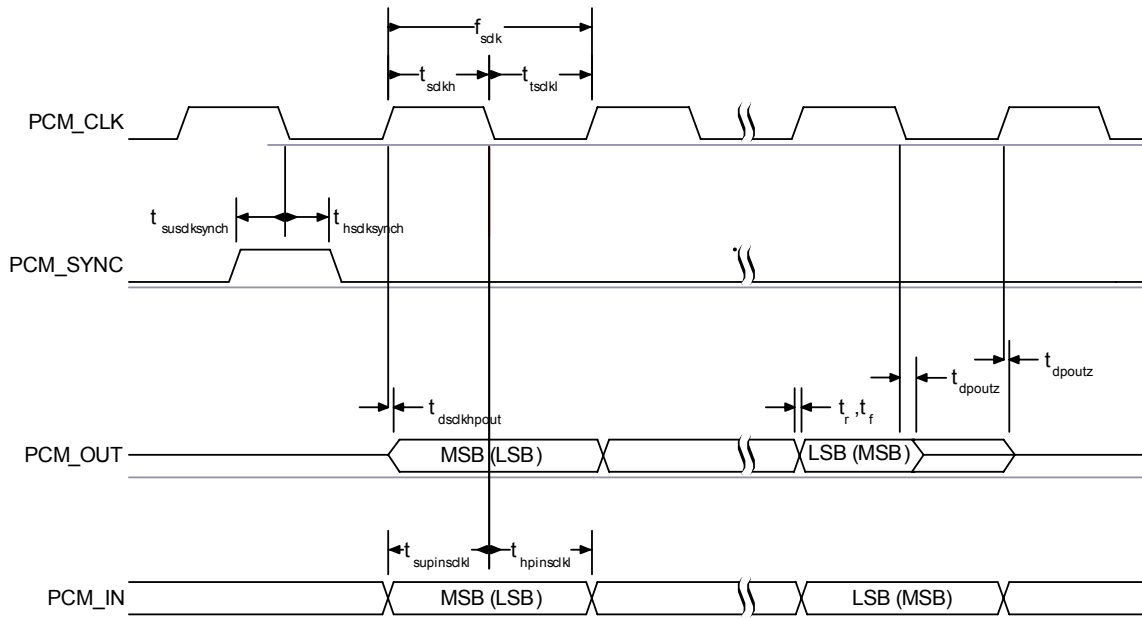 f sclk
t sclkh
t tsclkl
PCM_CLK
t susclksynch
t hsclksynch
PCM_SYNC
t dpoutz
t dpoutz
t dsclkhpout
t r ,t f
PCM_OUT
MSB (LSB)
LSB (MSB)
t supinsclkl
t hpinsclkl
PCM_IN
MSB (LSB)
LSB (MSB)